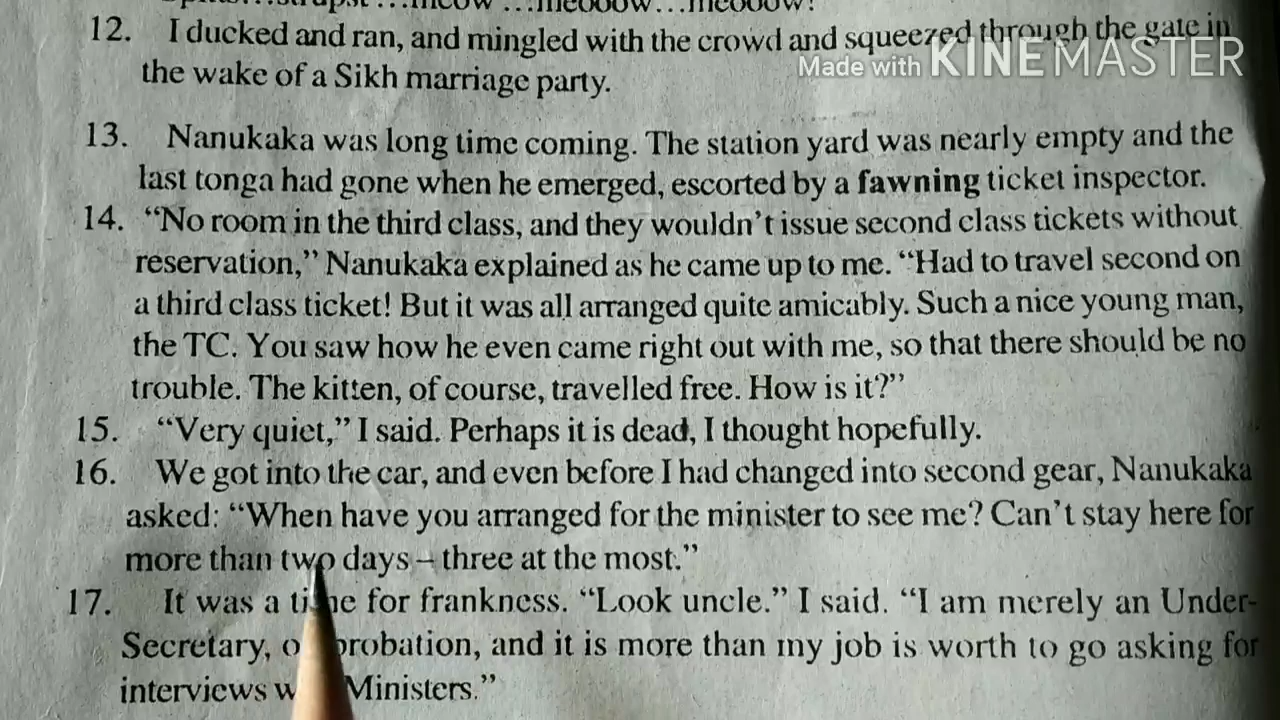 12. I ducked and ran, and mingled with the crowd and squeezed through the gate in
Made with KINEMASTER
the wake of a Sikh marriage party.
13. Nanukaka was long time coming. The station yard was nearly empty and the
last tonga had gone when he emerged, escorted by a fawning ticket inspector.
14. “No room in the third class, and they wouldn’t issue second class tickets without
reservation,” Nanukaka explained as he came up to me. “Had to travel second on
a third class ticket! But it was all arranged quite amicably. Such a nice young man,
the TC. You saw how he even came right out with me, so that there should be no
trouble. The kitten, of course, travelled free. How is it?”
15. “Very quiet,” I said. Perhaps it is dead, I thought hopefully.
16. We got into the car, and even before I had changed into second gear, Nanukaka
asked: “When have you arranged for the minister to see me? Can’t stay here for
more than two days – three at the most.”
17. It was a time for frankness. “Look uncle.” I said. “I am merely an Under-
Secretary, probation, and it is more than my job is worth to go asking for
interviews Ministers.”